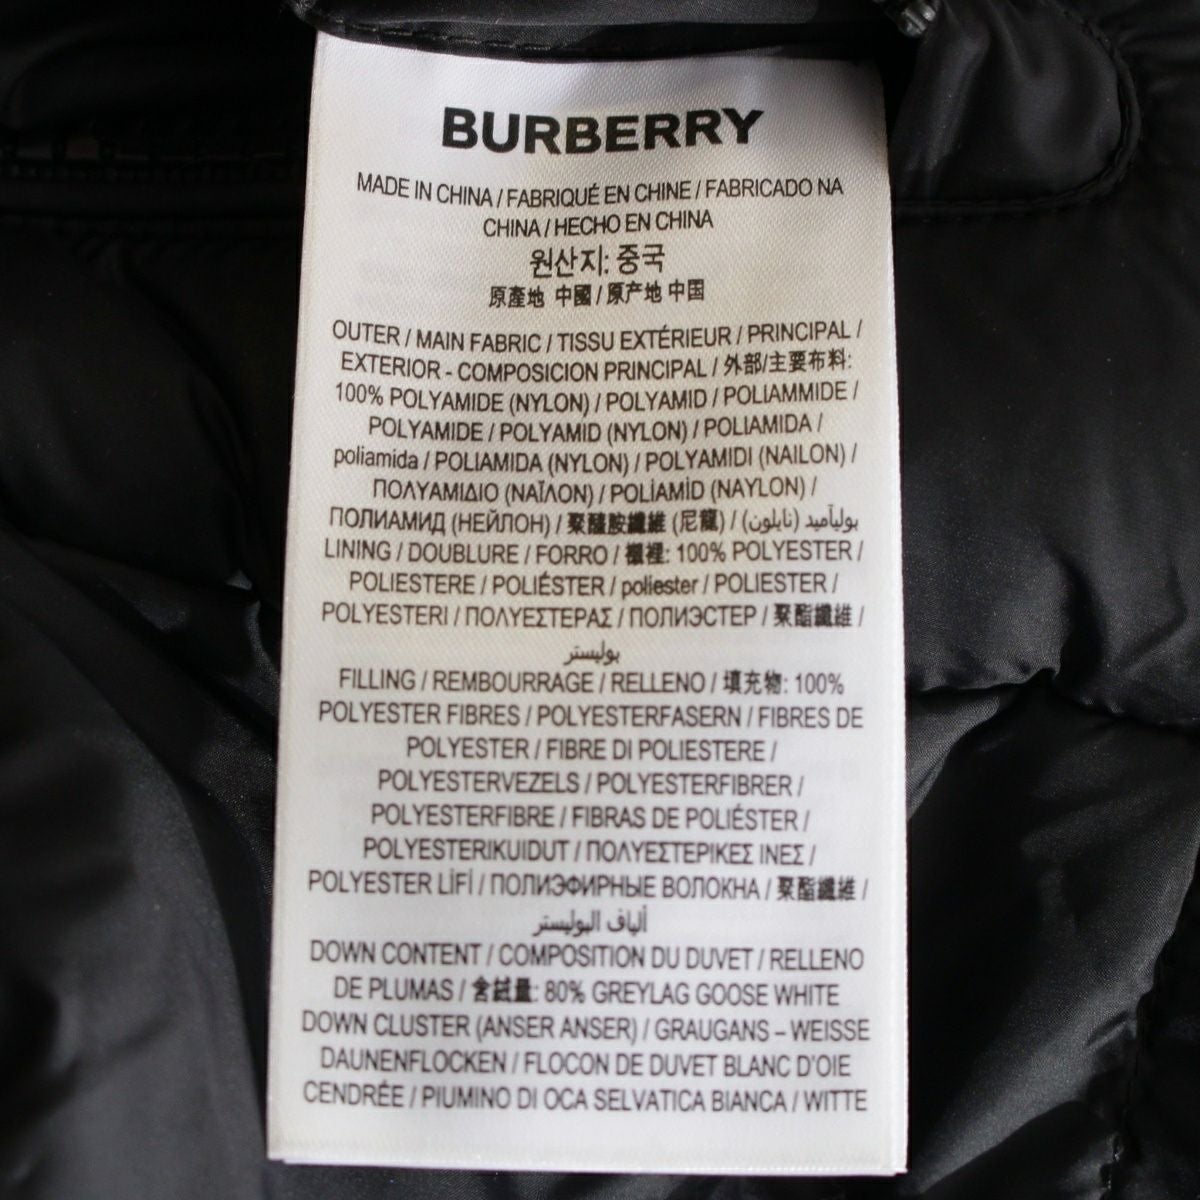 BURBERRY
MADE IN CHINA / FABRIQUÉ EN CHINE / FABRICADO NA
CHINA / HECHO EN CHINA
원산지: 중국
原產地 中國 / 原产地 中国
OUTER / MAIN FABRIC / TISSU EXTÉRIEUR / PRINCIPAL /
EXTERIOR - COMPOSICION PRINCIPAL / 外部/主要布料:
100% POLYAMIDE (NYLON) / POLYAMID / POLIAMMIDE /
POLYAMIDE / POLYAMID (NYLON) / POLIAMIDA /
poliamida / POLIAMIDA (NYLON) / POLYAMIDI (NAILON) /
ΠΟΛΥΑΜΙΔΙΟ (ΝΑΪΛΟΝ) / POLİAMİD (NAYLON) /
ПОЛИАМИД (НЕЙЛОН) / 聚醯胺纖維 (尼龍) / بوليآميد (نايلون)
LINING / DOUBLURE / FORRO / 襯裡: 100% POLYESTER /
POLIESTERE / POLIÉSTER / poliester / POLIESTER /
POLYESTERI / ΠΟΛΥΕΣΤΕΡΑΣ / ПОЛИЭСТЕР / 聚酯纖維 /
بوليستر
FILLING / REMBOURRAGE / RELLENO / 填充物: 100%
POLYESTER FIBRES / POLYESTERFASERN / FIBRES DE
POLYESTER / FIBRE DI POLIESTERE /
POLYESTERVEZELS / POLYESTERFIBRER /
POLYESTERFIBRE / FIBRAS DE POLIÉSTER /
POLYESTERIKUIDUT / ΠΟΛΥΕΣΤΕΡΙΚΕΣ ΙΝΕΣ /
POLYESTER LİFİ / ПОЛИЭФИРНЫЕ ВОЛОКНА / 聚酯纖維 /
ألياف البوليستر
DOWN CONTENT / COMPOSITION DU DUVET / RELLENO
DE PLUMAS / 含絨量: 80% GREYLAG GOOSE WHITE
DOWN CLUSTER (ANSER ANSER) / GRAUGANS – WEISSE
DAUNENFLOCKEN / FLOCON DE DUVET BLANC D'OIE
CENDRÉE / PIUMINO DI OCA SELVATICA BIANCA / WITTE